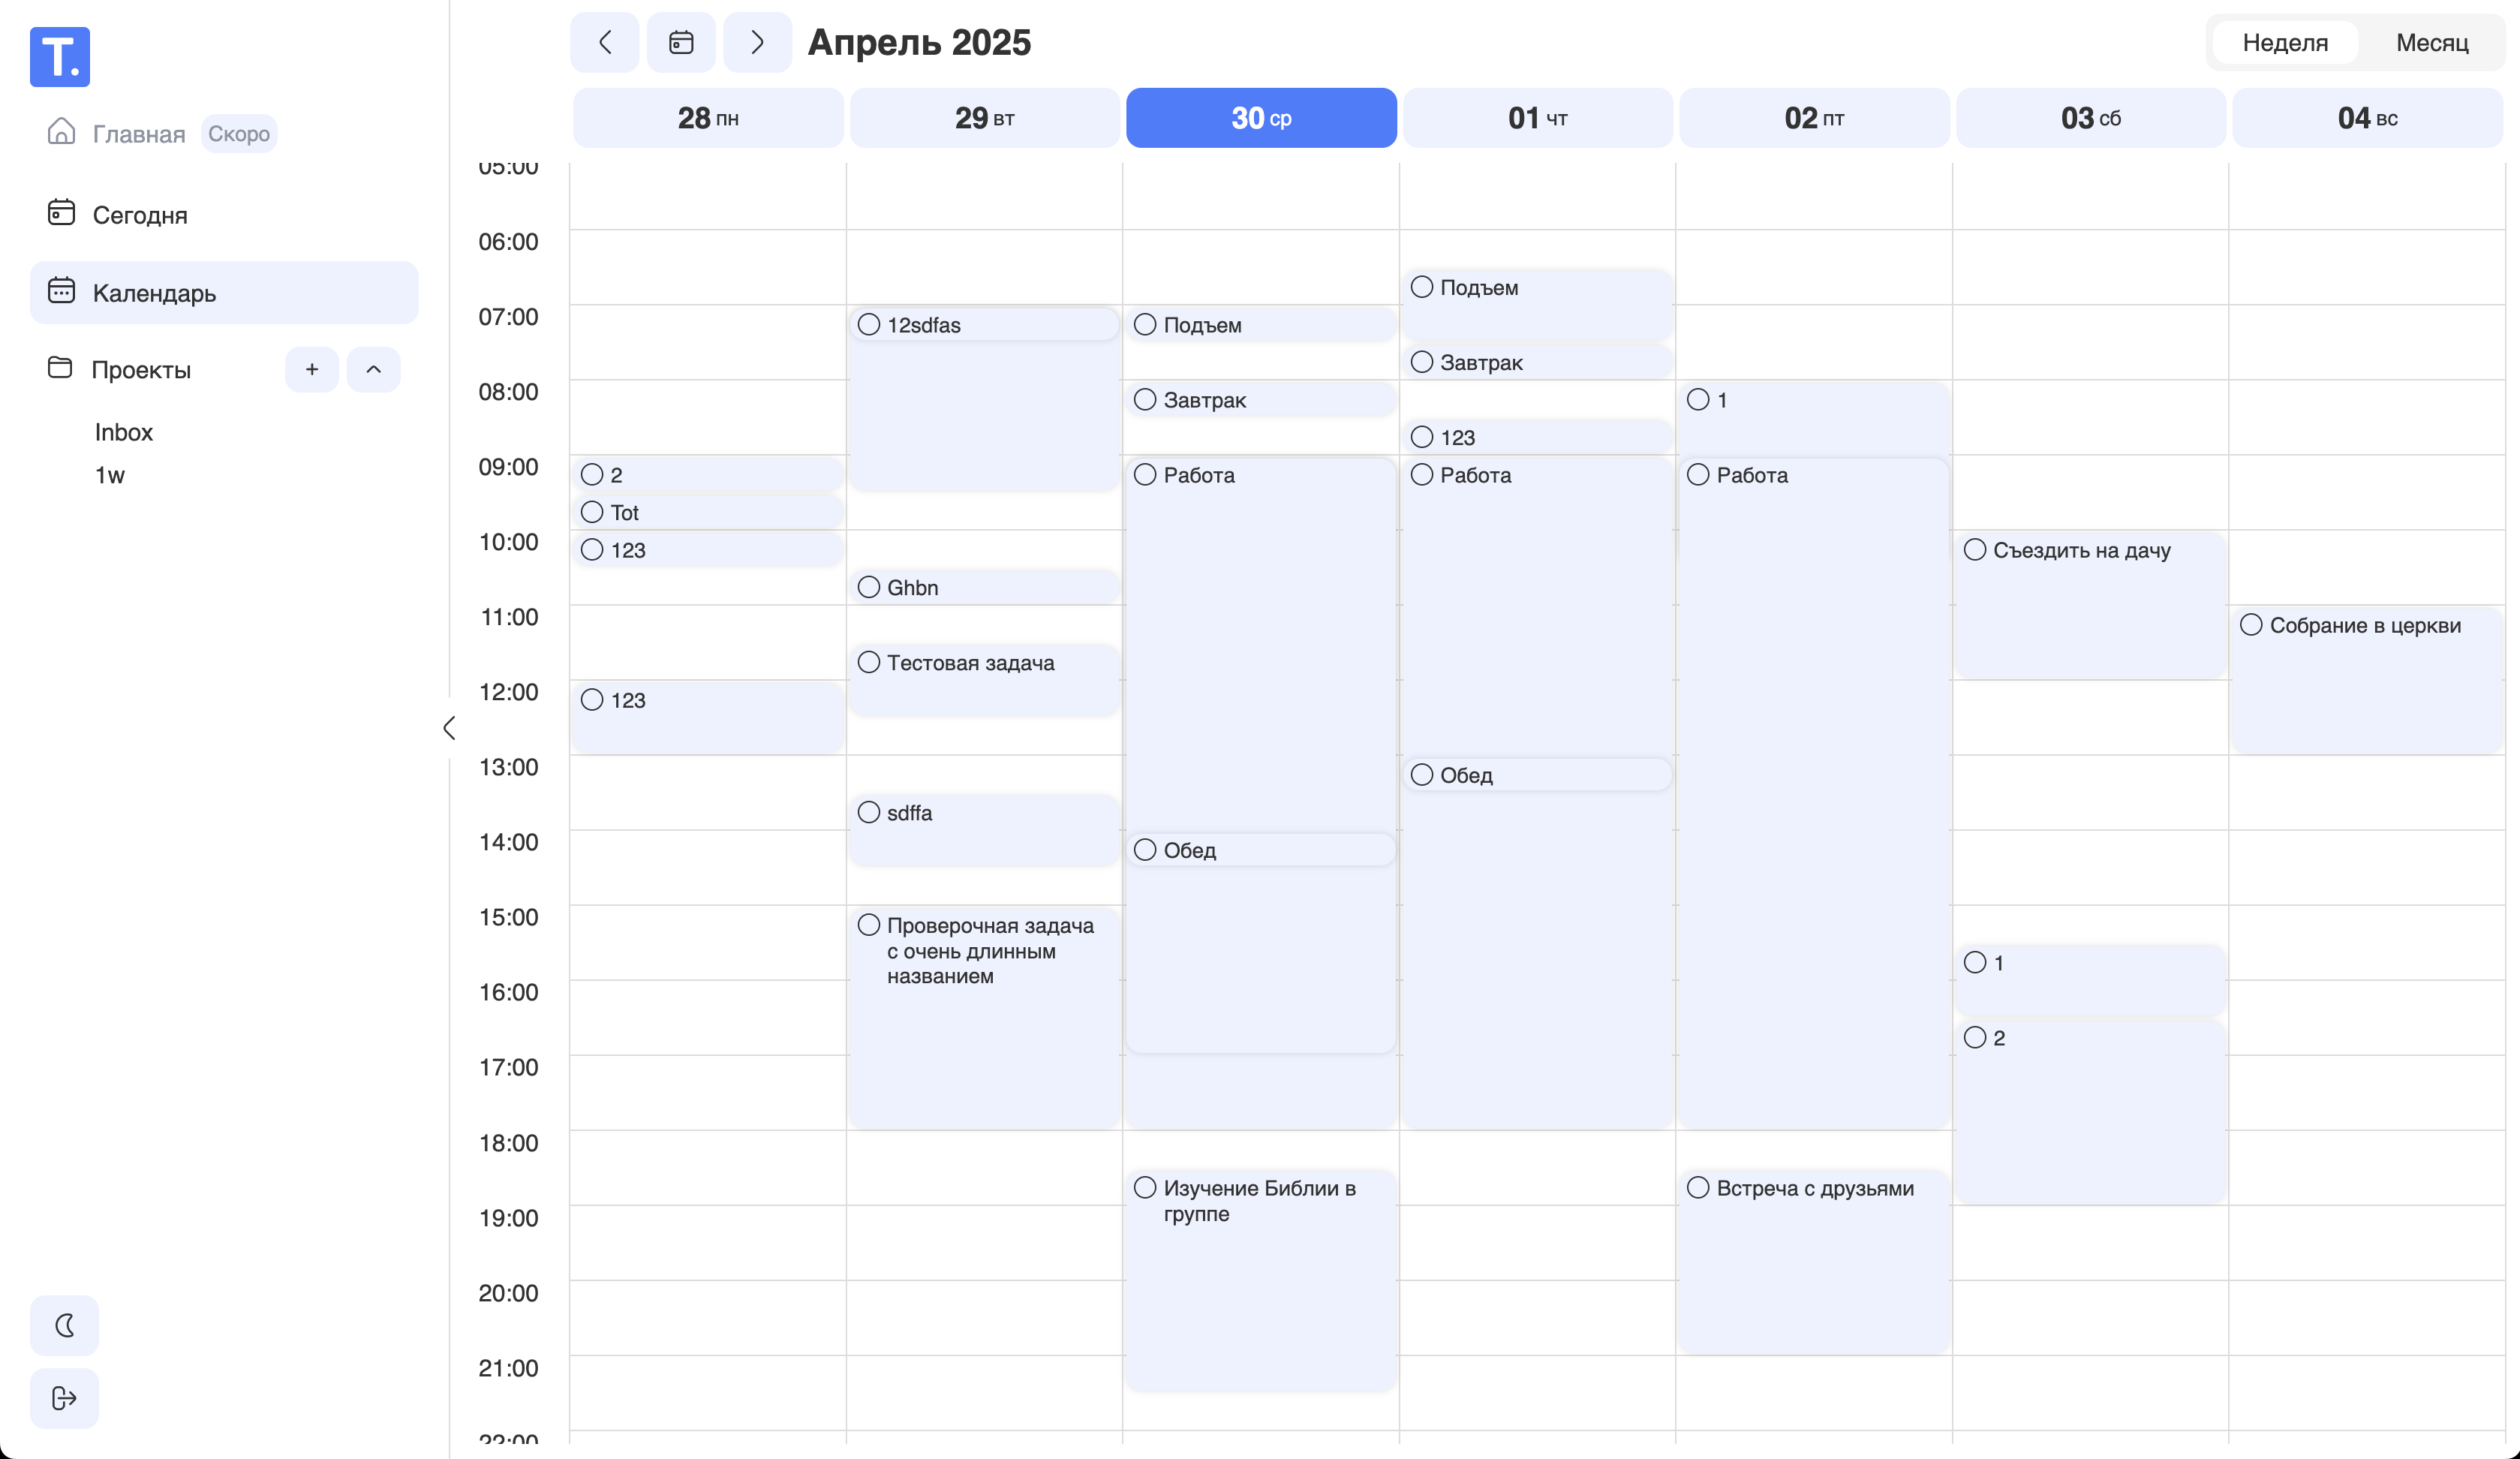 T.
Главная Скоро
Сегодня
Календарь
Проекты +
Inbox
1w
Апрель 2025
Неделя Месяц
28 пн
29 вт
30 ср
01 чт
02 пт
03 сб
04 вс
05:00
06:00
07:00
08:00
09:00
10:00
11:00
12:00
13:00
14:00
15:00
16:00
17:00
18:00
19:00
20:00
21:00
22:00
2
Tot
123
123
12sdfas
Ghbn
Тестовая задача
sdffa
Проверочная задача
с очень длинным
названием
Подъем
Завтрак
Работа
Обед
Изучение Библии в
группе
Подъем
Завтрак
123
Работа
Обед
1
Работа
Встреча с друзьями
Съездить на дачу
1
2
Собрание в церкви